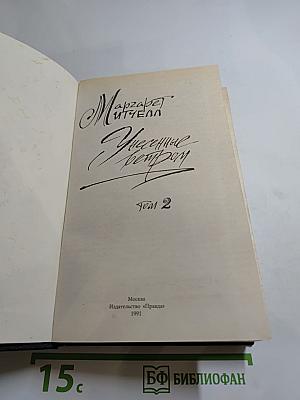 Маргарет
Митчелл
Унесенные
ветром
Том 2
Москва
Издательство «Правда»
1991
15с
БФ БИБЛИОФАН